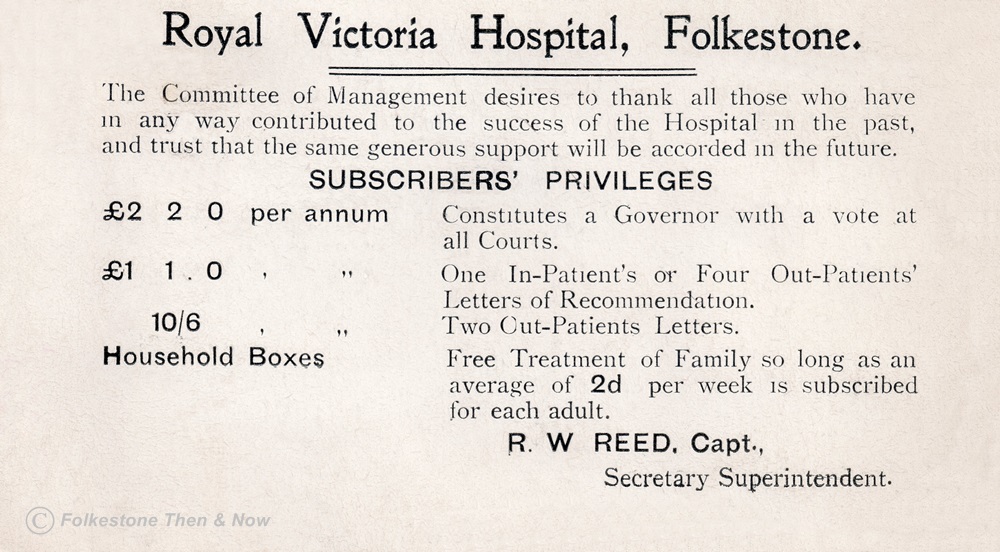 Royal Victoria Hospital, Folkestone.
The Committee of Management desires to thank all those who have
in any way contributed to the success of the Hospital in the past,
and trust that the same generous support will be accorded in the future.
SUBSCRIBERS' PRIVILEGES
£2 2 0 per annum Constitutes a Governor with a vote at
all Courts.
£1 1 . 0 , ,, One In-Patient's or Four Out-Patients'
Letters of Recommendation.
10/6 , ,, Two Out-Patients Letters.
Household Boxes Free Treatment of Family so long as an
average of 2d per week is subscribed
for each adult.
R. W REED, Capt.,
Secretary Superintendent.
© Folkestone Then & Now